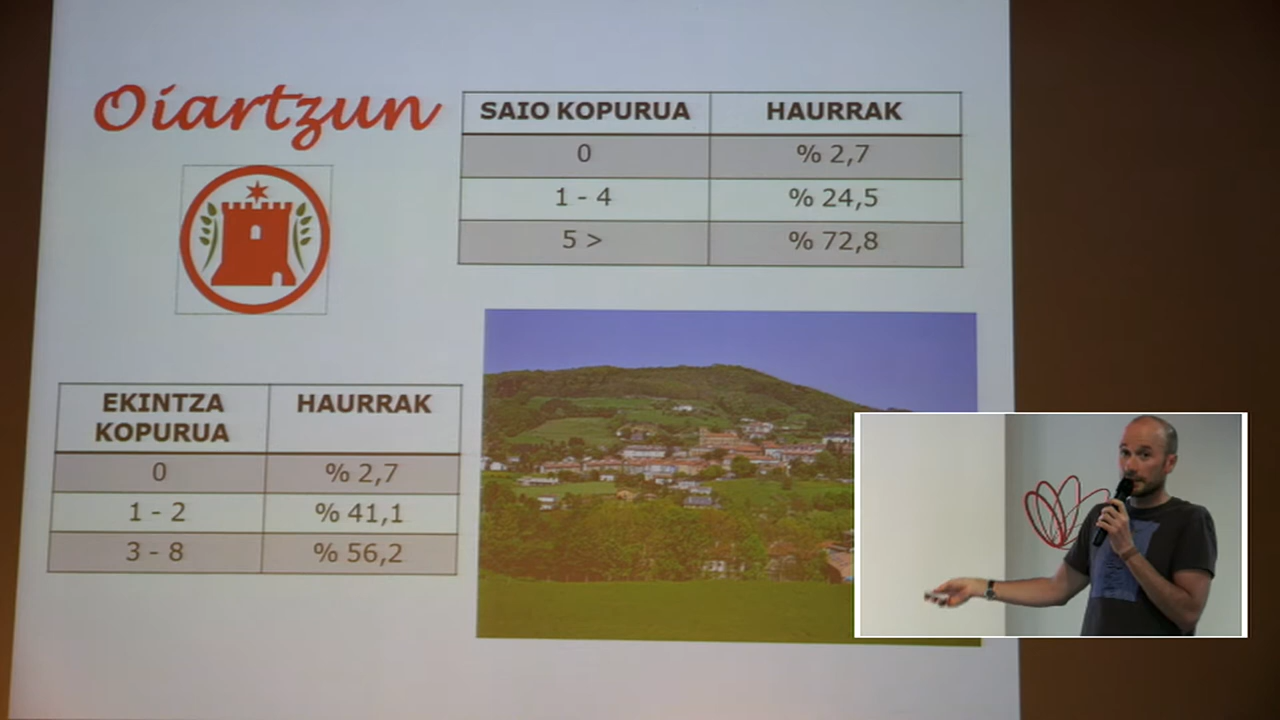 Oiartzun
SAIO KOPURUA HAURRAK
0 % 2,7
1 - 4 % 24,5
5 > % 72,8
EKINTZA KOPURUA HAURRAK
0 % 2,7
1 - 2 % 41,1
3 - 8 % 56,2